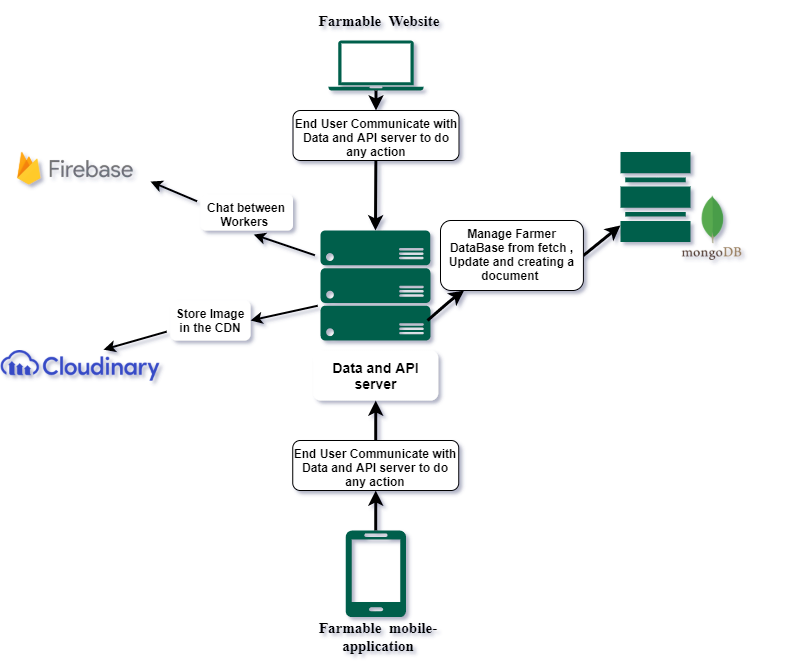 Farmable Website
End User Communicate with
Data and API server to do
any action
Firebase
Chat between
Workers
Manage Farmer
DataBase from fetch ,
Update and creating a
document
mongoDB
Store Image
in the CDN
Cloudinary
Data and API
server
End User Communicate with
Data and API server to do
any action
Farmable mobile-
application